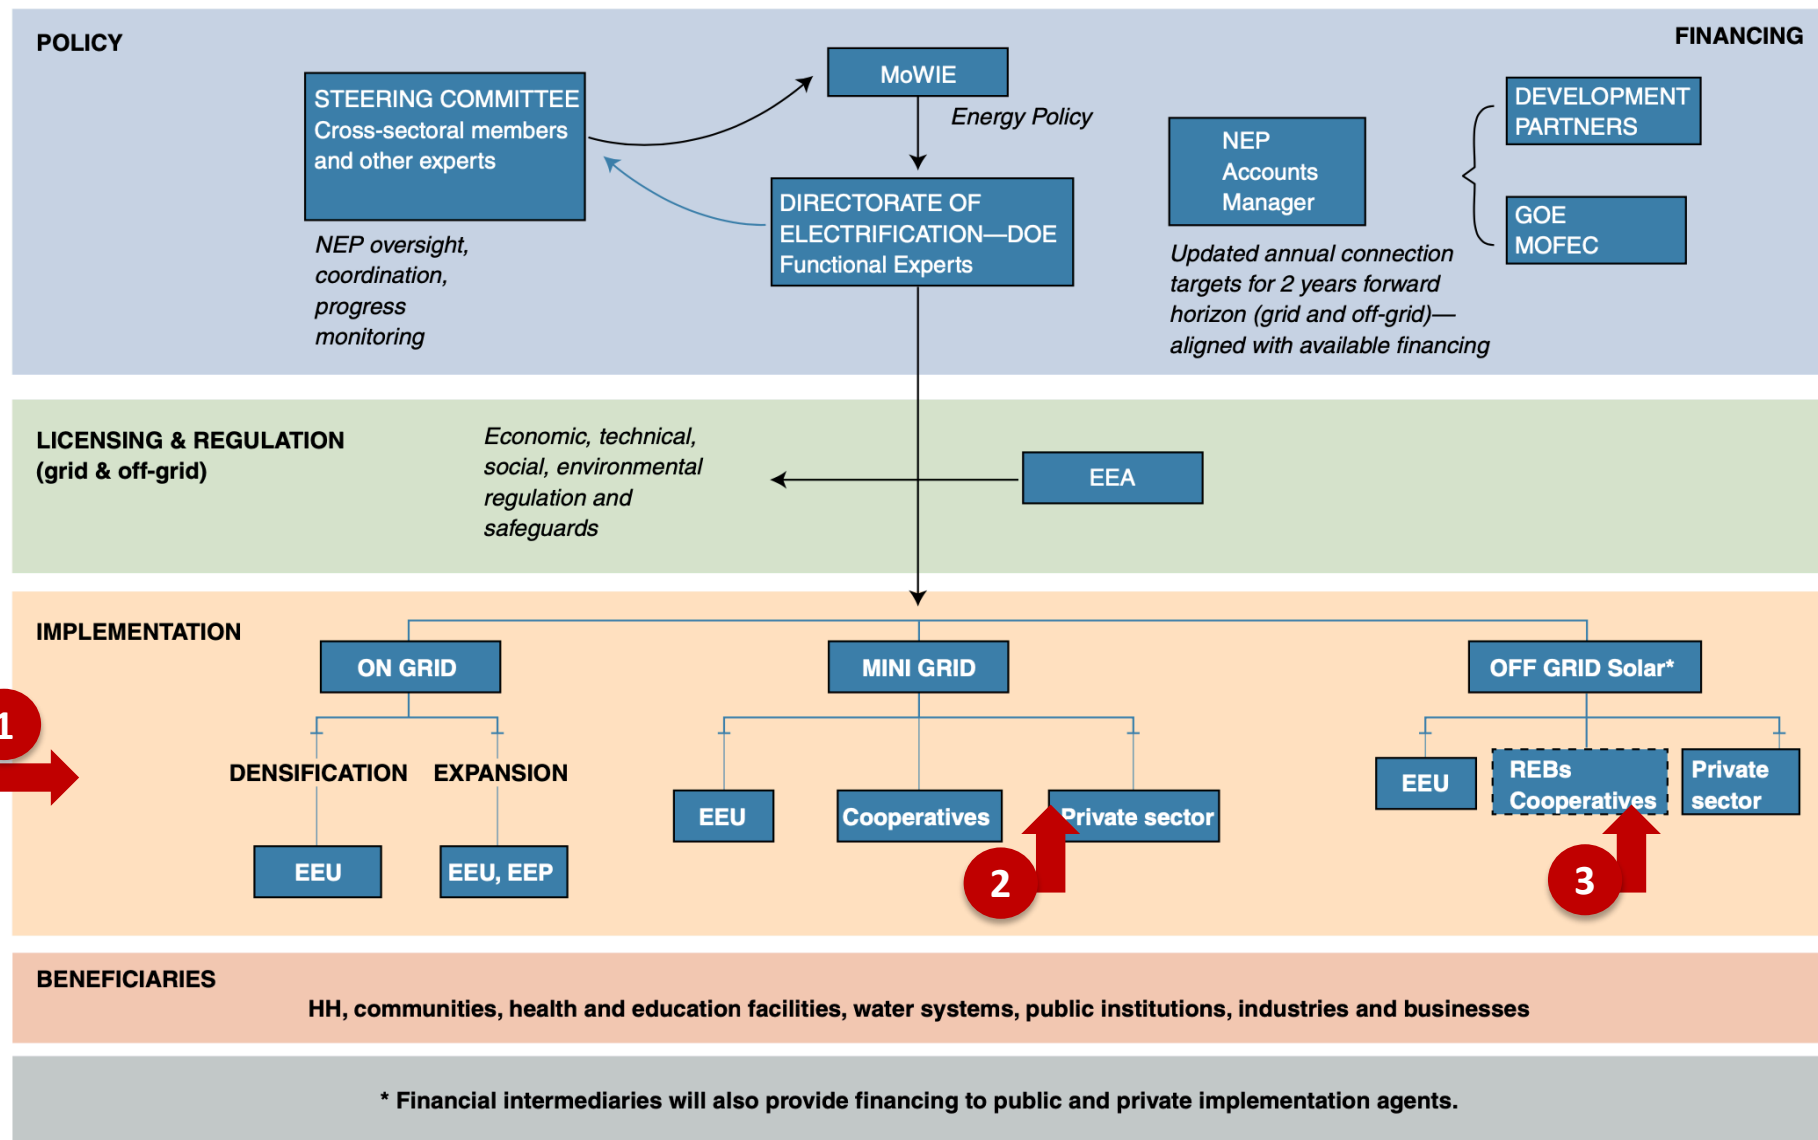 POLICY
FINANCING
STEERING COMMITTEE
Cross-sectoral members
and other experts
NEP oversight,
coordination,
progress
monitoring
MoWIE
Energy Policy
DIRECTORATE OF
ELECTRIFICATION—DOE
Functional Experts
NEP
Accounts
Manager
Updated annual connection
targets for 2 years forward
horizon (grid and off-grid)—
aligned with available financing
DEVELOPMENT
PARTNERS
GOE
MOFEC
LICENSING & REGULATION
(grid & off-grid)
Economic, technical,
social, environmental
regulation and
safeguards
EEA
IMPLEMENTATION
ON GRID
MINI GRID
OFF GRID Solar*
1
DENSIFICATION
EXPANSION
EEU
EEU, EEP
EEU
Cooperatives
Private sector
2
EEU
REBs
Cooperatives
Private
sector
3
BENEFICIARIES
HH, communities, health and education facilities, water systems, public institutions, industries and businesses
* Financial intermediaries will also provide financing to public and private implementation agents.